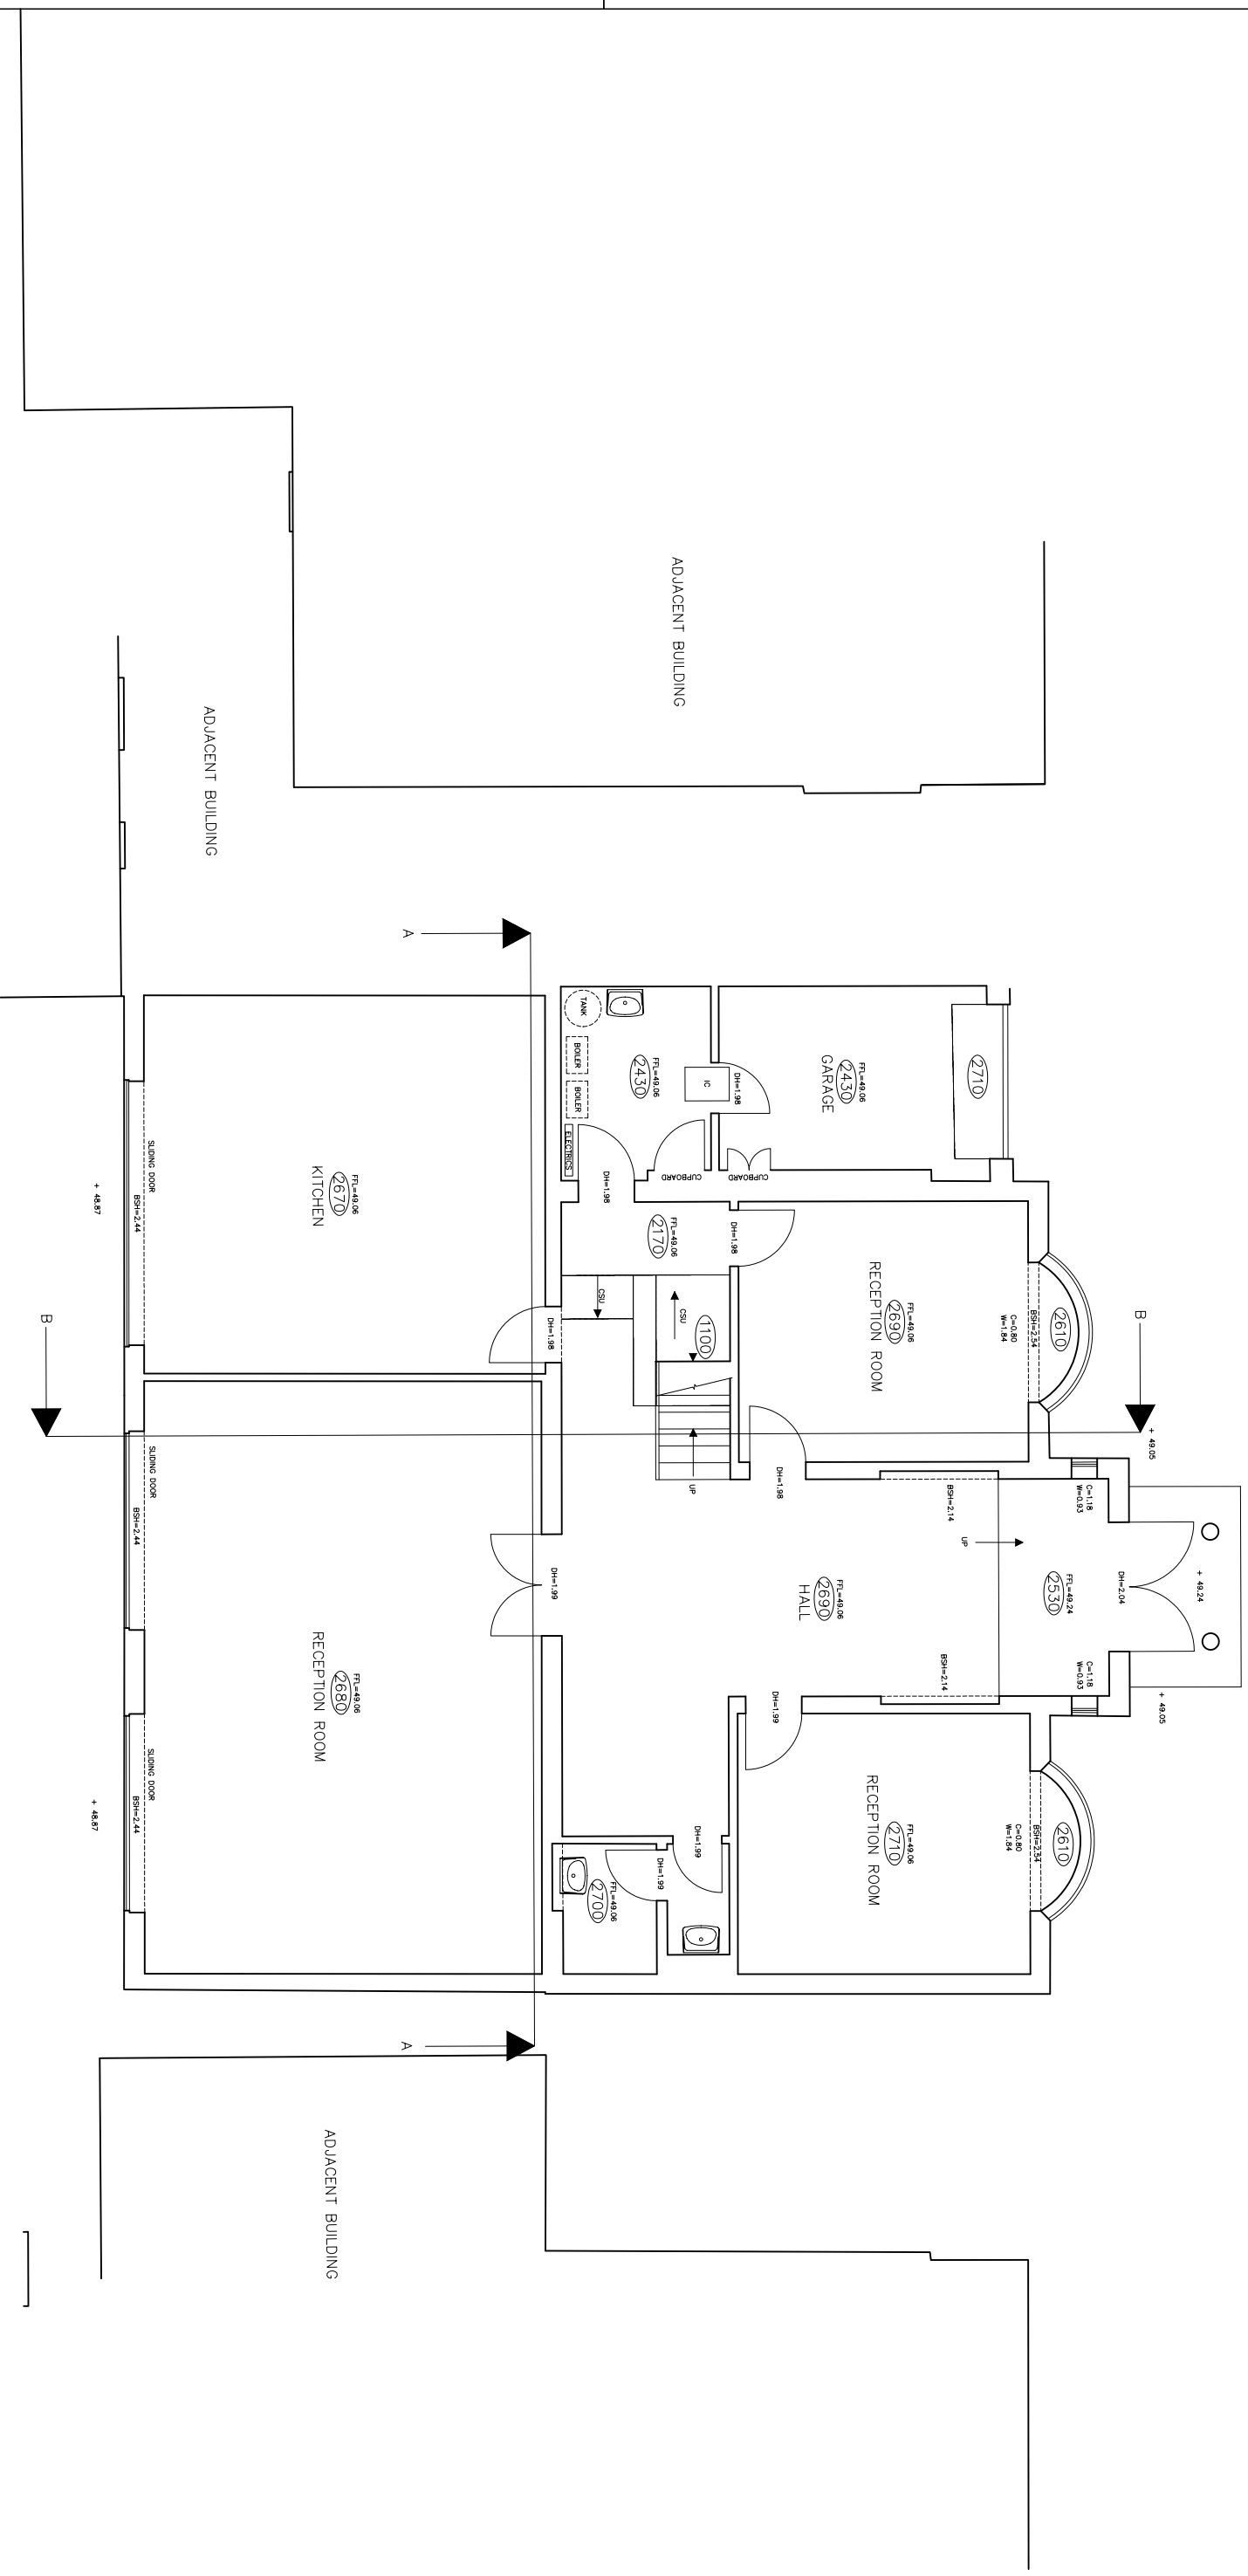 ADJACENT BUILDING
ADJACENT BUILDING
A
2710
FFL=49.06
2430
GARAGE
DH=1.98
IC
FFL=49.06
2430
TANK
BOILER
BOILER
ELECTRICS
CUPBOARD
CUPBOARD
DH=1.98
DH=1.98
FFL=49.06
2170
FFL=49.06
2670
KITCHEN
SLIDING DOOR
BSH=2.44
+ 48.87
B
B
2610
BSH=2.54
C=0.80
W=1.84
FFL=49.06
2690
RECEPTION ROOM
1100
CSU
CSU
DH=1.98
UP
DH=1.98
+ 49.05
C=1.18
W=0.93
BSH=2.14
UP
DH=2.04
+ 49.24
FFL=49.24
2530
FFL=49.06
2690
HALL
DH=1.99
SLIDING DOOR
BSH=2.44
C=1.18
W=0.93
+ 49.05
BSH=2.14
DH=1.99
FFL=49.06
2680
RECEPTION ROOM
SLIDING DOOR
BSH=2.44
+ 48.87
2610
BSH=2.54
C=0.80
W=1.84
FFL=49.06
2710
RECEPTION ROOM
DH=1.99
DH=1.99
FFL=49.06
2700
A
ADJACENT BUILDING